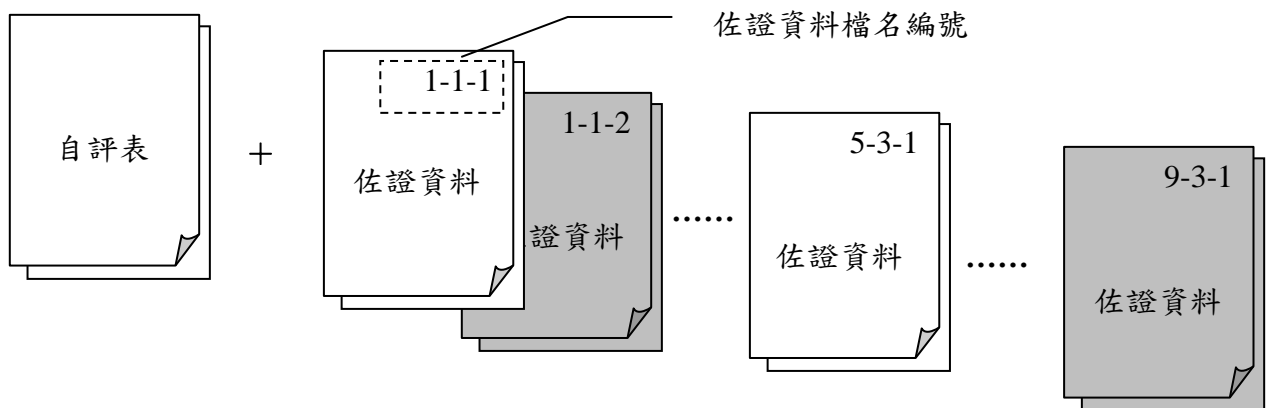 佐證資料檔名編號
自評表
+
1-1-1
佐證資料
1-1-2
證資料
......
5-3-1
佐證資料
......
9-3-1
佐證資料